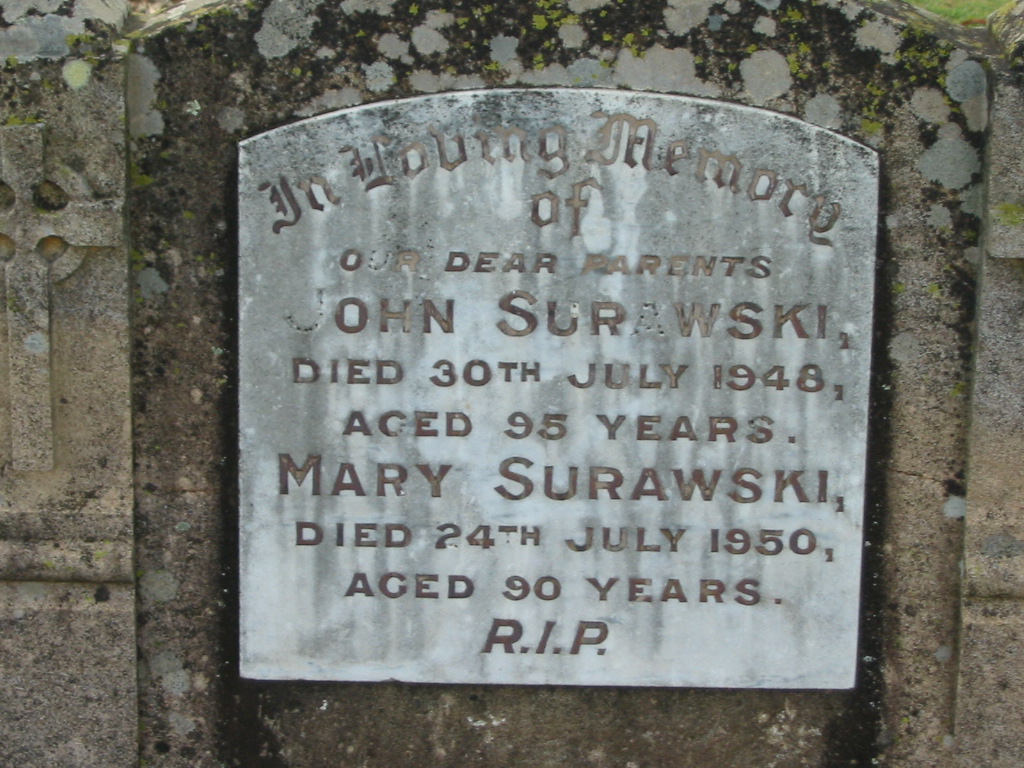 In Loving Memory
of
OUR DEAR PARENTS
JOHN SURAWSKI,
DIED 30TH JULY 1948,
AGED 95 YEARS.
MARY SURAWSKI,
DIED 24TH JULY 1950,
AGED 90 YEARS.
R.I.P.